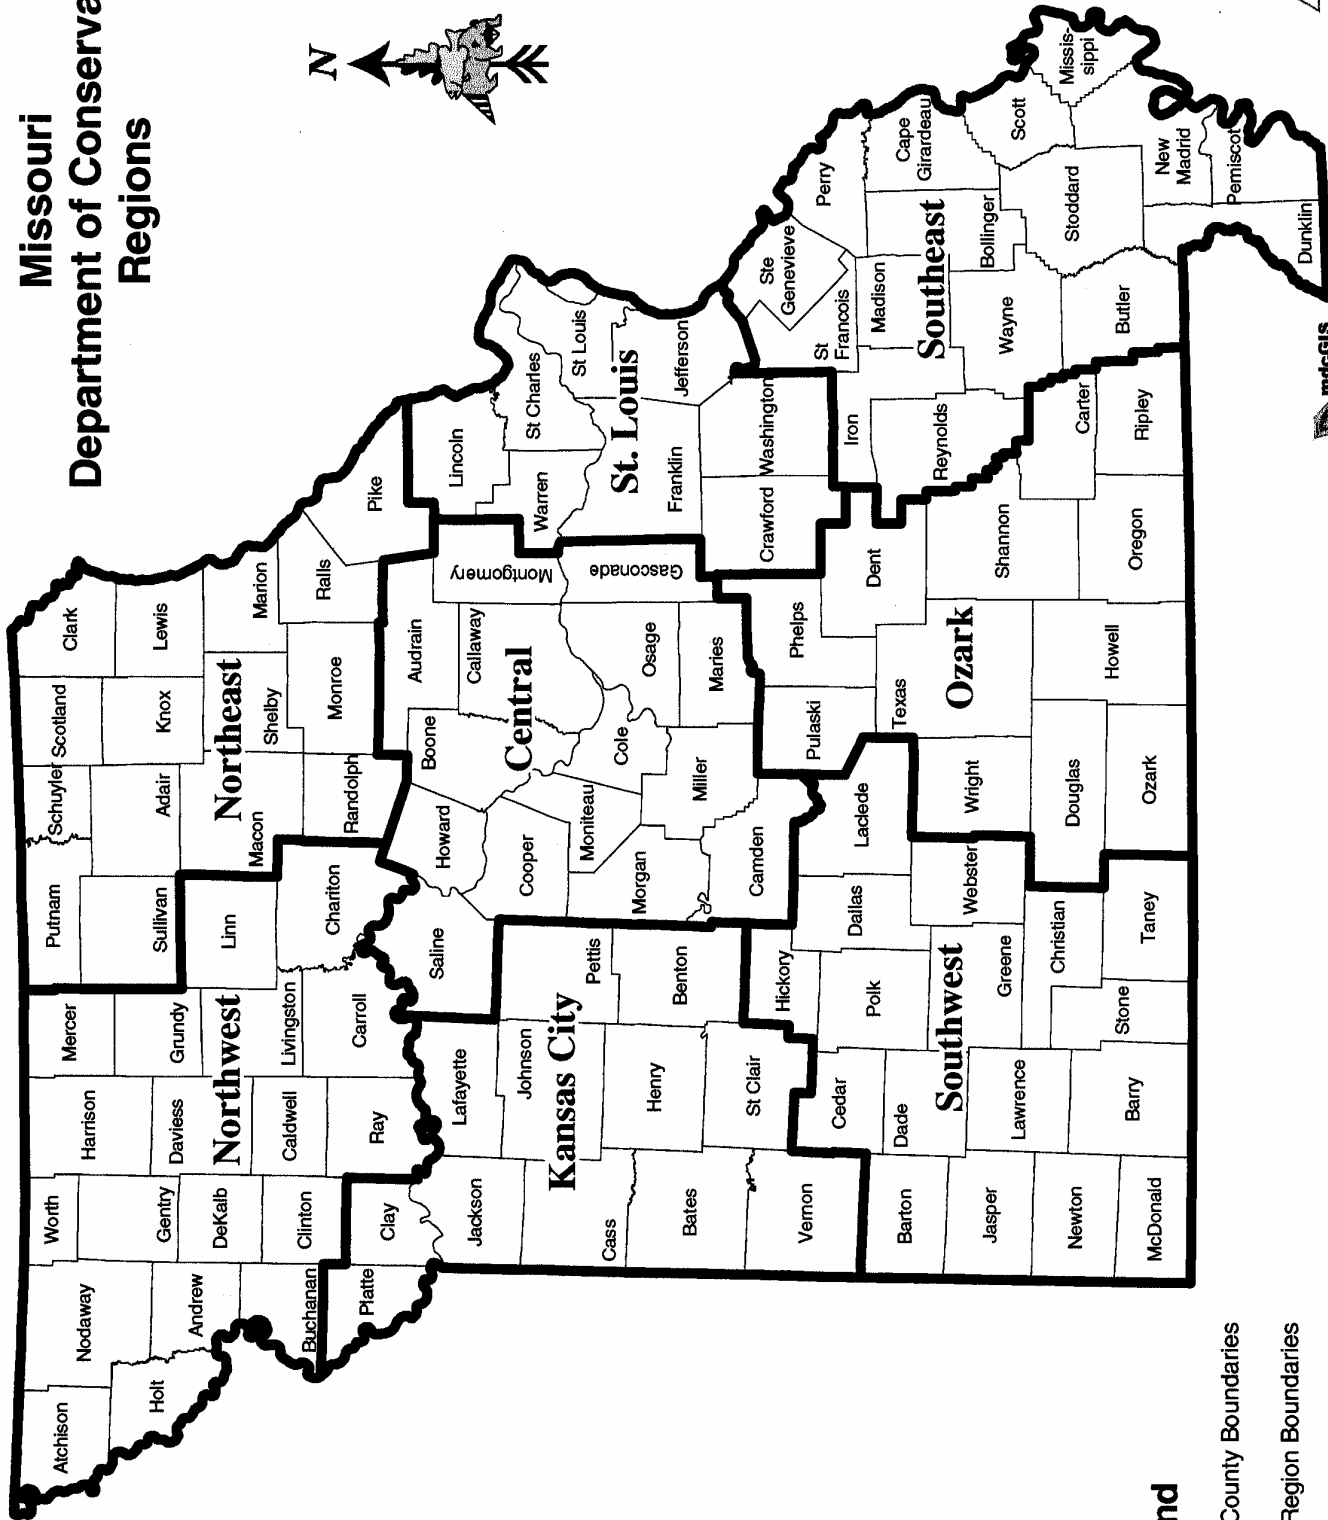 Missouri
Department of Conserva
Regions
N
Atchison
Nodaway
Worth
Harrison
Mercer
Putnam
Schuyler
Scotland
Clark
Holt
Andrew
Gentry
DeKalb
Daviess
Grundy
Sullivan
Adair
Knox
Lewis
Northwest
Northeast
Buchanan
Clinton
Caldwell
Livingston
Linn
Macon
Shelby
Marion
Platte
Clay
Ray
Carroll
Chariton
Randolph
Monroe
Ralls
Pike
Jackson
Lafayette
Saline
Howard
Boone
Audrain
Callaway
Montgomery
Lincoln
Warren
St Charles
St Louis
Kansas City
Central
St. Louis
Cass
Johnson
Pettis
Cooper
Moniteau
Cole
Osage
Gasconade
Franklin
Jefferson
Bates
Henry
Benton
Morgan
Miller
Maries
Crawford
Washington
Ste
Genevieve
St
Francois
Perry
Vernon
St Clair
Hickory
Camden
Pulaski
Phelps
Dent
Iron
Madison
Bollinger
Cape
Girardeau
Barton
Cedar
Polk
Dallas
Laclede
Texas
Reynolds
Wayne
Scott
Missis-
sippi
Southwest
Ozark
Southeast
Jasper
Dade
Greene
Webster
Wright
Shannon
Carter
Butler
Stoddard
New
Madrid
Newton
Lawrence
Christian
Douglas
Howell
Oregon
Ripley
Dunklin
Pemiscot
McDonald
Barry
Stone
Taney
Ozark
nd
County Boundaries
Region Boundaries
mdcGIS